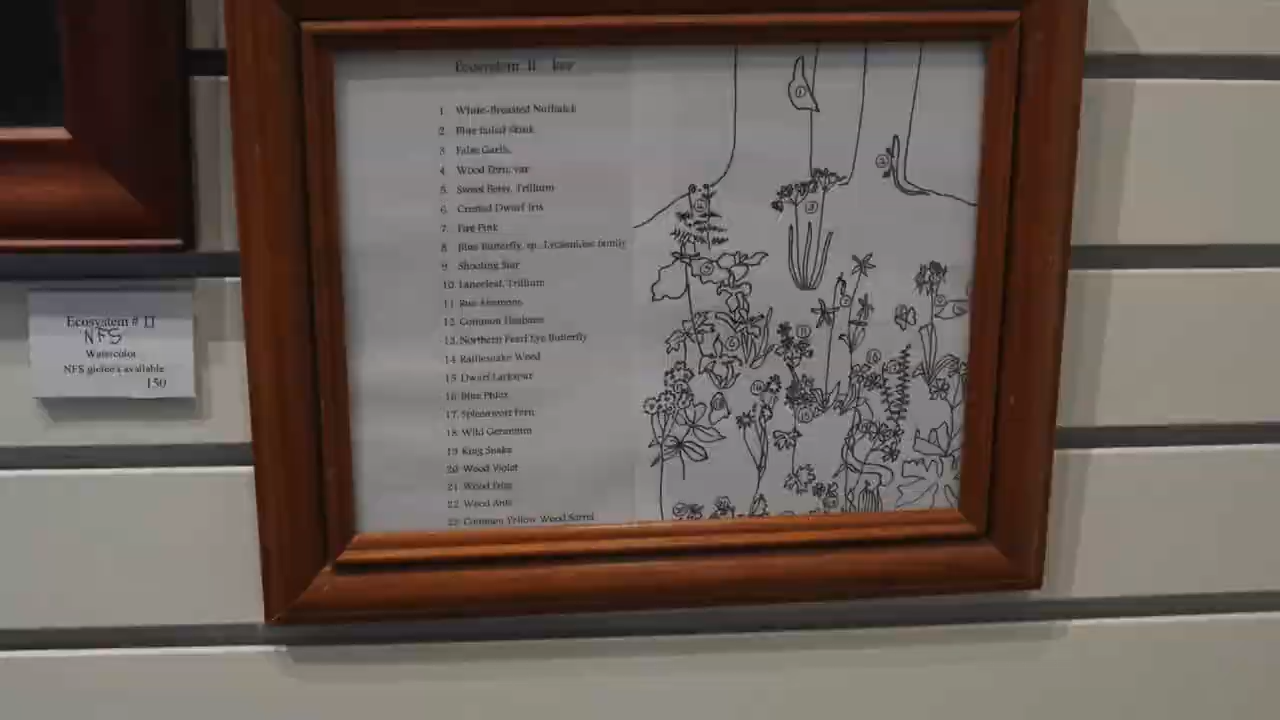 Ecosystem II key
1 White-Breasted Nuthatch
2 Blue tailed Skink
3 False Garlic,
4 Wood Fern, var
5. Sweet Betsy, Trillium
6. Crested Dwarf Iris
7. Fire Pink
8 Blue Butterfly, sp., Lycaenidae family
9 Shooting Star
10 Lanceleaf, Trillium
11 Rue Anemone
12 Common Fleabane
13. Northern Pearl Eye Butterfly
14 Rattlesnake Weed
15 Dwarf Larkspur
16 Blue Phlox
17. Spleenwort Fern
18 Wild Geranium
19 King Snake
20 Wood Violet
21 Wood
22 Wood Ants
23 Common Yellow Wood Sorrel
Ecosystem # II
NFS
Watercolor
NFS giclee's available
150